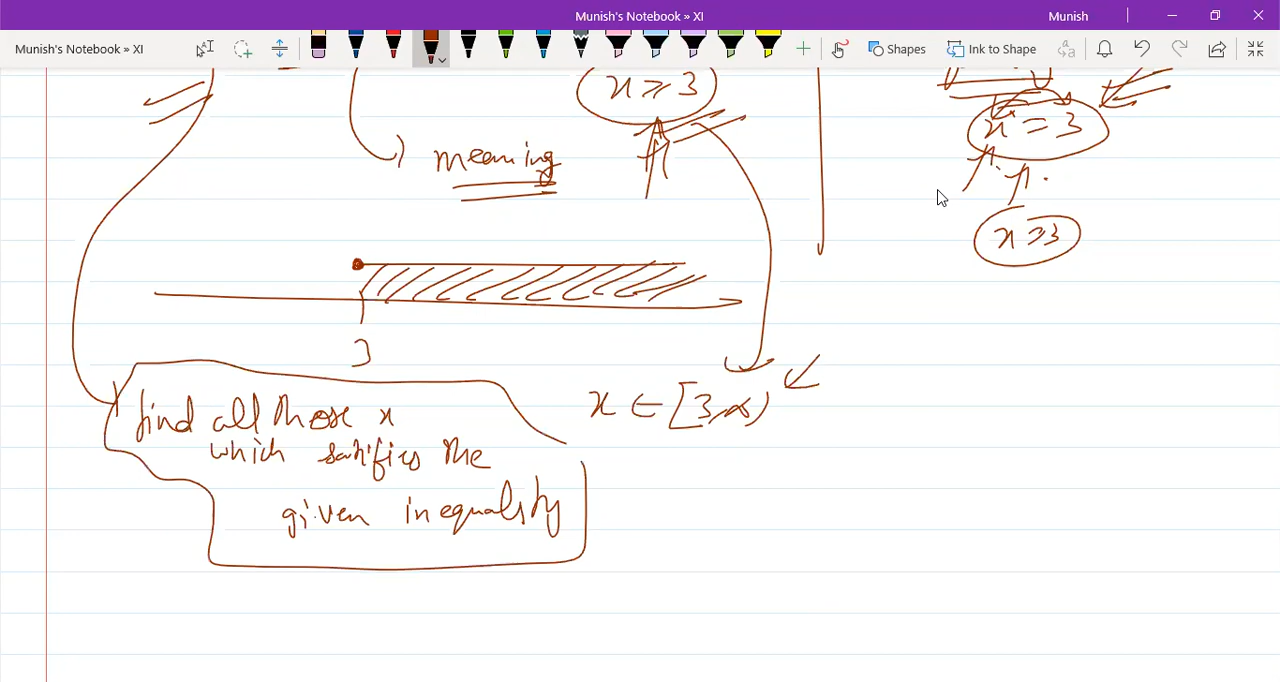 Munish's Notebook » XI
Munish
Munish's Notebook » XI
Shapes
Ink to Shape
x ⩾ 3
x = 3
meaning
x ⩾ 3
3
x ∈ [3, ∞)
find all those x
which satifies the
given inequality